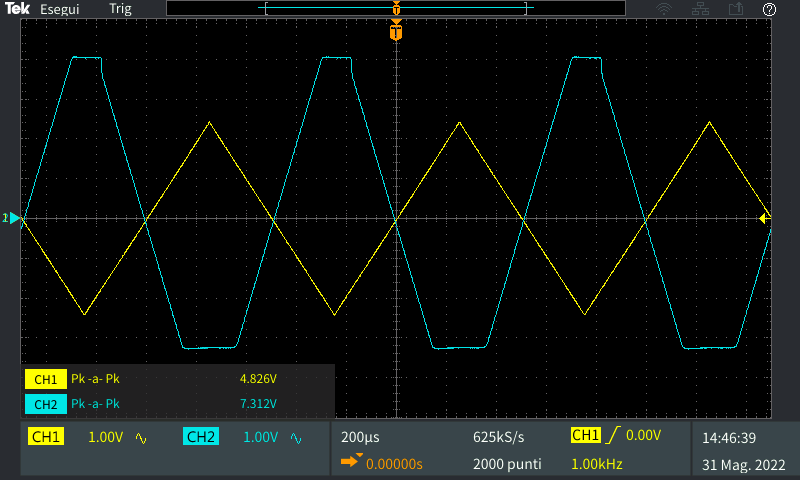 Tek Esegui Trig
T
T
CH1 Pk -a- Pk 4.826V
CH2 Pk -a- Pk 7.312V
CH1 1.00V CH2 1.00V 200µs 625kS/s CH1 0.00V 14:46:39
0.00000s 2000 punti 1.00kHz 31 Mag. 2022